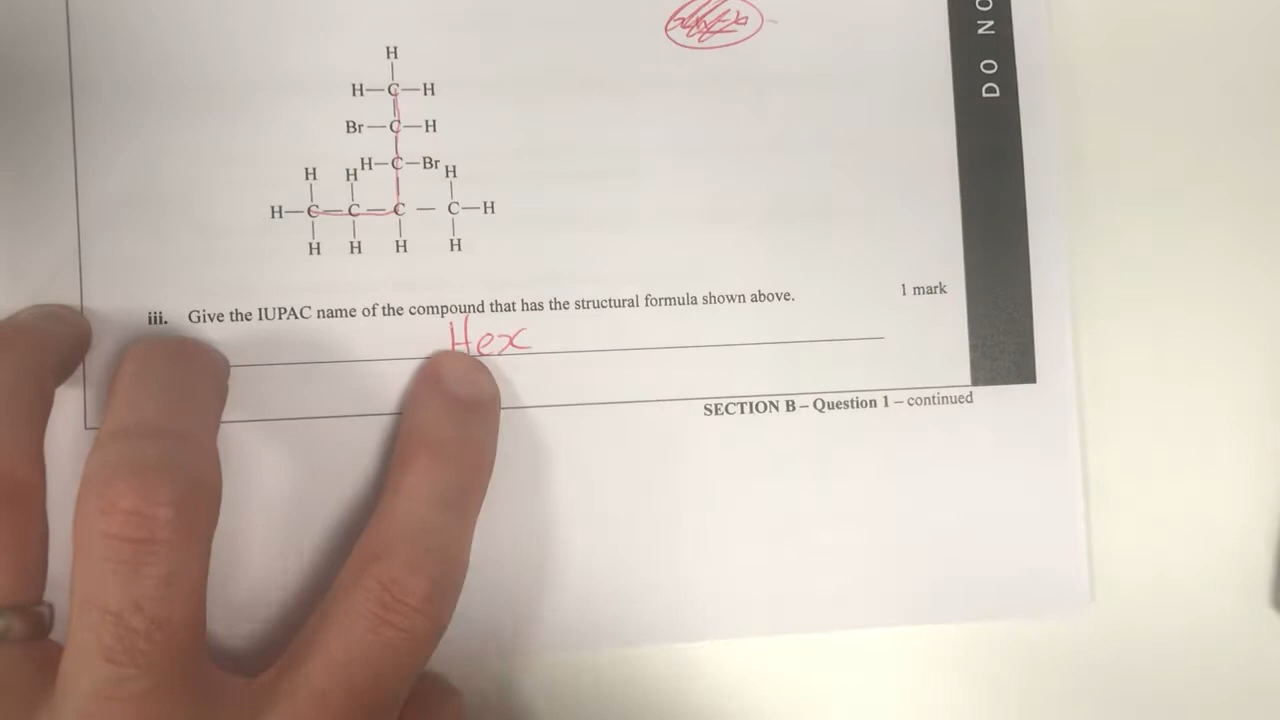 DO NO
H
H—C—H
Br—C—H
H H H—C—Br H
H—C—C—C—C—H
H H H H
iii. Give the IUPAC name of the compound that has the structural formula shown above. 1 mark
Hex
SECTION B – Question 1 – continued